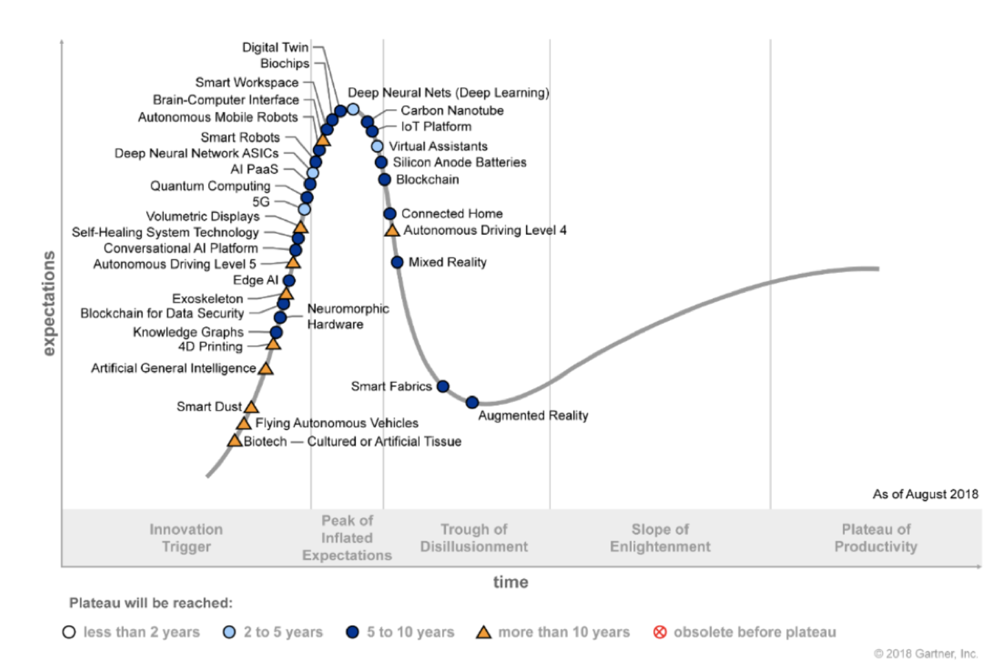 Digital Twin
Biochips
Smart Workspace
Brain-Computer Interface
Autonomous Mobile Robots
Smart Robots
Deep Neural Network ASICs
AI PaaS
Quantum Computing
5G
Volumetric Displays
Self-Healing System Technology
Conversational AI Platform
Autonomous Driving Level 5
Edge AI
Exoskeleton
Blockchain for Data Security
Neuromorphic
Hardware
Knowledge Graphs
4D Printing
Artificial General Intelligence
Smart Dust
Flying Autonomous Vehicles
Biotech — Cultured or Artificial Tissue
Deep Neural Nets (Deep Learning)
Carbon Nanotube
IoT Platform
Virtual Assistants
Silicon Anode Batteries
Blockchain
Connected Home
Autonomous Driving Level 4
Mixed Reality
Smart Fabrics
Augmented Reality
expectations
As of August 2018
Innovation
Trigger
Peak of
Inflated
Expectations
Trough of
Disillusionment
Slope of
Enlightenment
Plateau of
Productivity
time
Plateau will be reached:
less than 2 years
2 to 5 years
5 to 10 years
more than 10 years
obsolete before plateau
© 2018 Gartner, Inc.